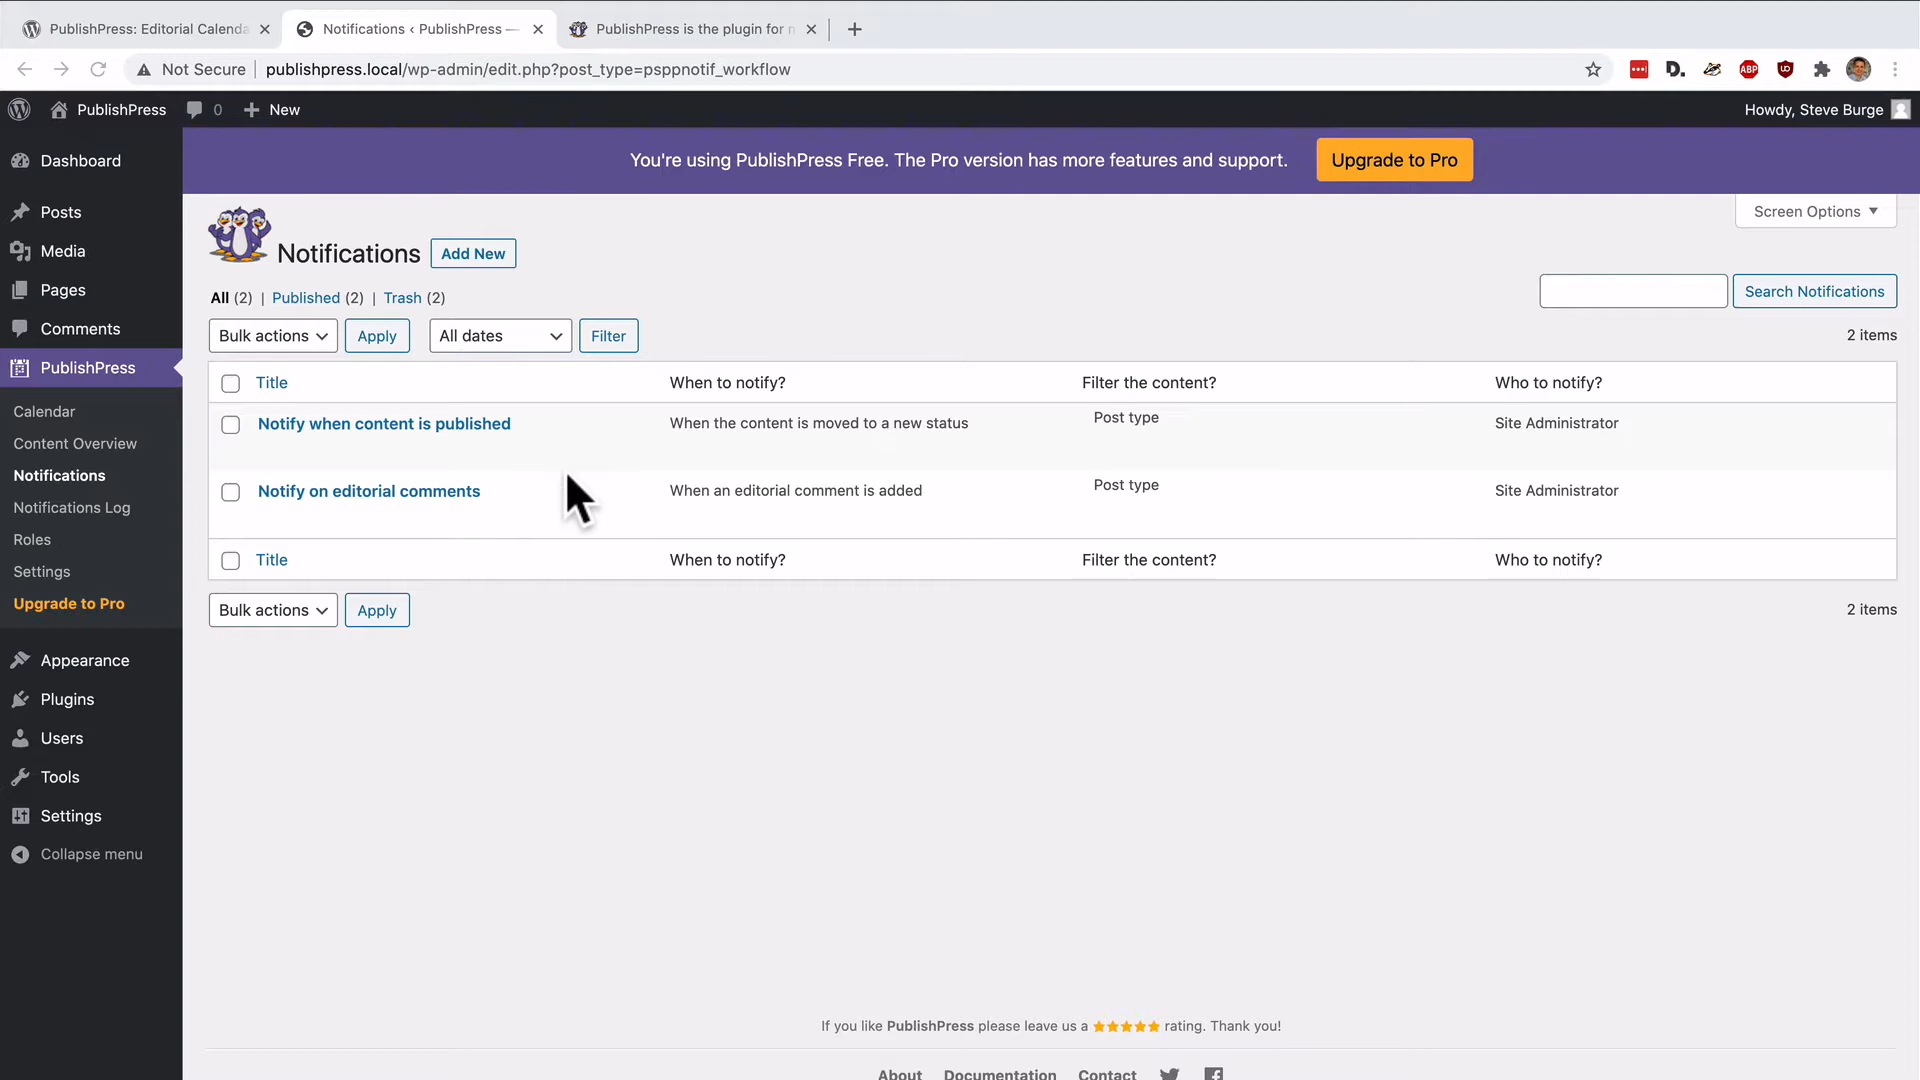 PublishPress: Editorial Calenda
Notifications ‹ PublishPress —
PublishPress is the plugin for n
Not Secure
publishpress.local/wp-admin/edit.php?post_type=psppnotif_workflow
D.
ABP
PublishPress
0
New
Howdy, Steve Burge
Dashboard
Posts
Media
Pages
Comments
PublishPress
Calendar
Content Overview
Notifications
Notifications Log
Roles
Settings
Upgrade to Pro
Appearance
Plugins
Users
Tools
Settings
Collapse menu
You're using PublishPress Free. The Pro version has more features and support.
Upgrade to Pro
Screen Options
Notifications
Add New
All (2) | Published (2) | Trash (2)
Search Notifications
Bulk actions
Apply
All dates
Filter
2 items
Title
When to notify?
Filter the content?
Who to notify?
Notify when content is published
When the content is moved to a new status
Post type
Site Administrator
Notify on editorial comments
When an editorial comment is added
Post type
Site Administrator
Title
When to notify?
Filter the content?
Who to notify?
Bulk actions
Apply
2 items
If you like PublishPress please leave us a ★★★★★ rating. Thank you!
About
Documentation
Contact